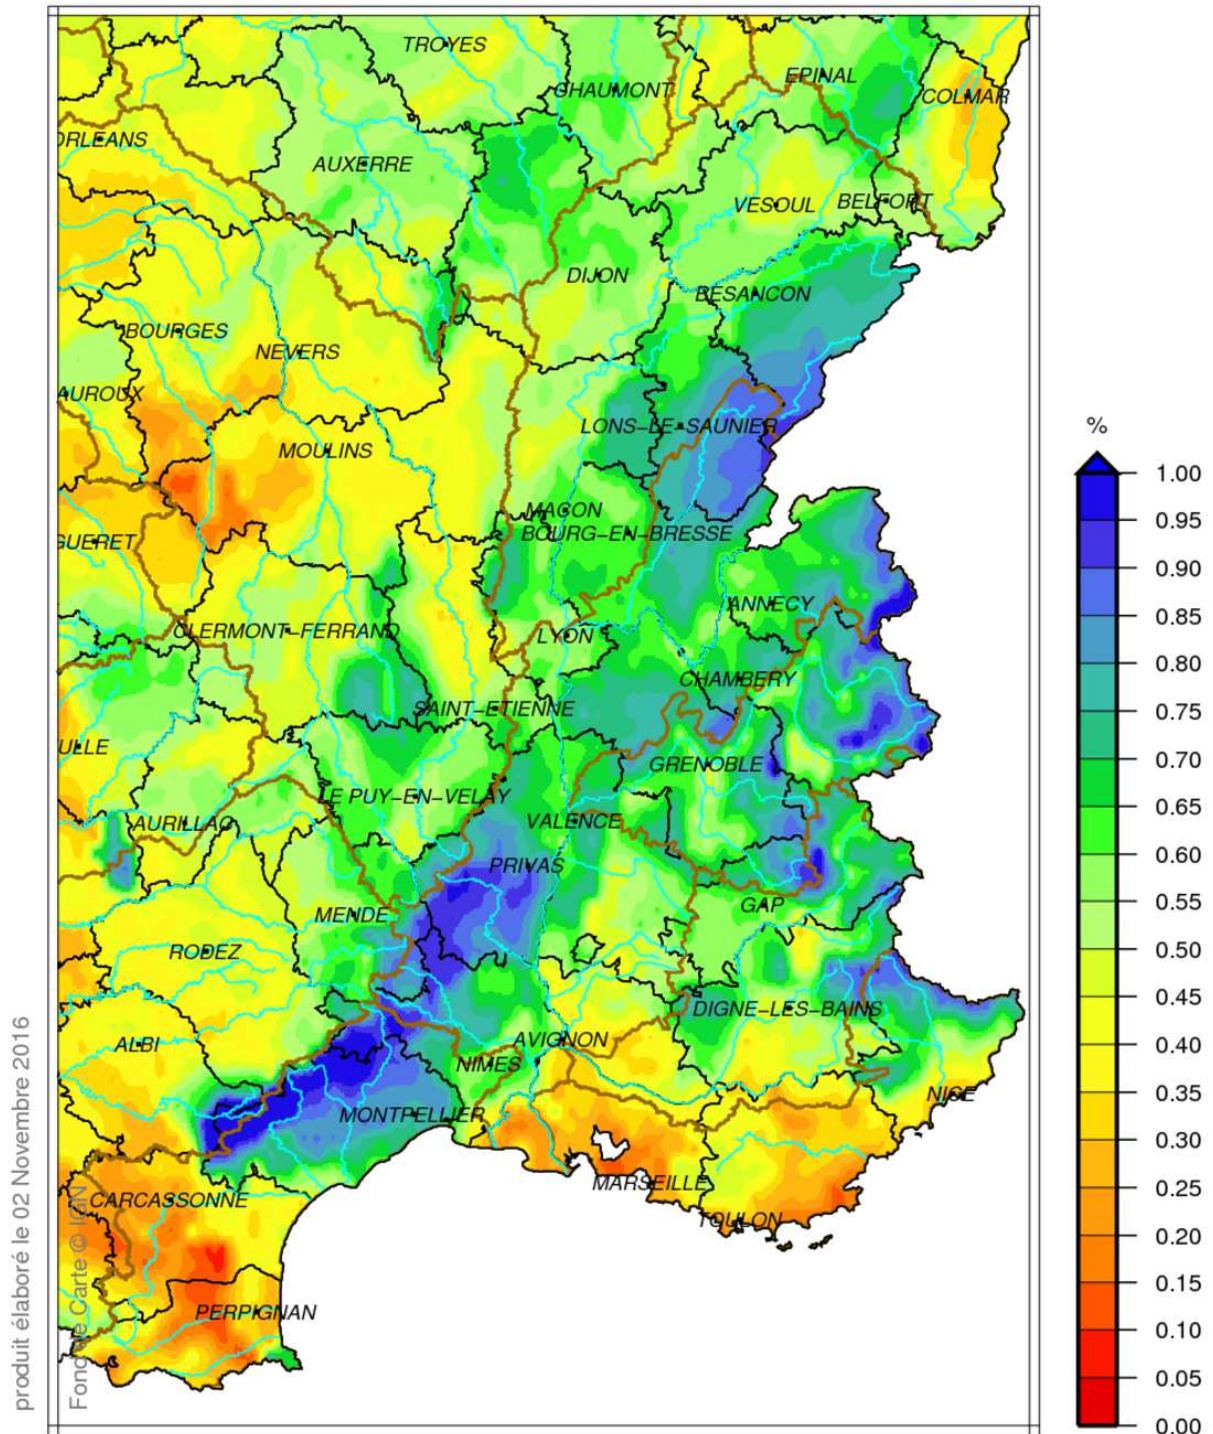 TROYES
EPINAL
CHAUMONT
COLMAR
ORLEANS
AUXERRE
VESOUL
BELFORT
DIJON
BESANCON
BOURGES
NEVERS
AUROUX
%
LONS-LE-SAUNIER
MOULINS
1.00
MACON
0.95
BOURG-EN-BRESSE
GUERET
0.90
ANNECY
0.85
CLERMONT-FERRAND
LYON
0.80
CHAMBERY
SAINT-ETIENNE
0.75
ULLE
0.70
GRENOBLE
LE PUY-EN-VELAY
0.65
AURILLAC
VALENCE
0.60
PRIVAS
GAP
0.55
MENDE
RODEZ
0.50
0.45
DIGNE-LES-BAINS
ALBI
AVIGNON
0.40
NIMES
NICE
0.35
MONTPELLIER
0.30
MARSEILLE
0.25
CARCASSONNE
TOULON
0.20
0.15
PERPIGNAN
0.10
0.05
0.00
produit élaboré le 02 Novembre 2016
Fond de Carte © IGN